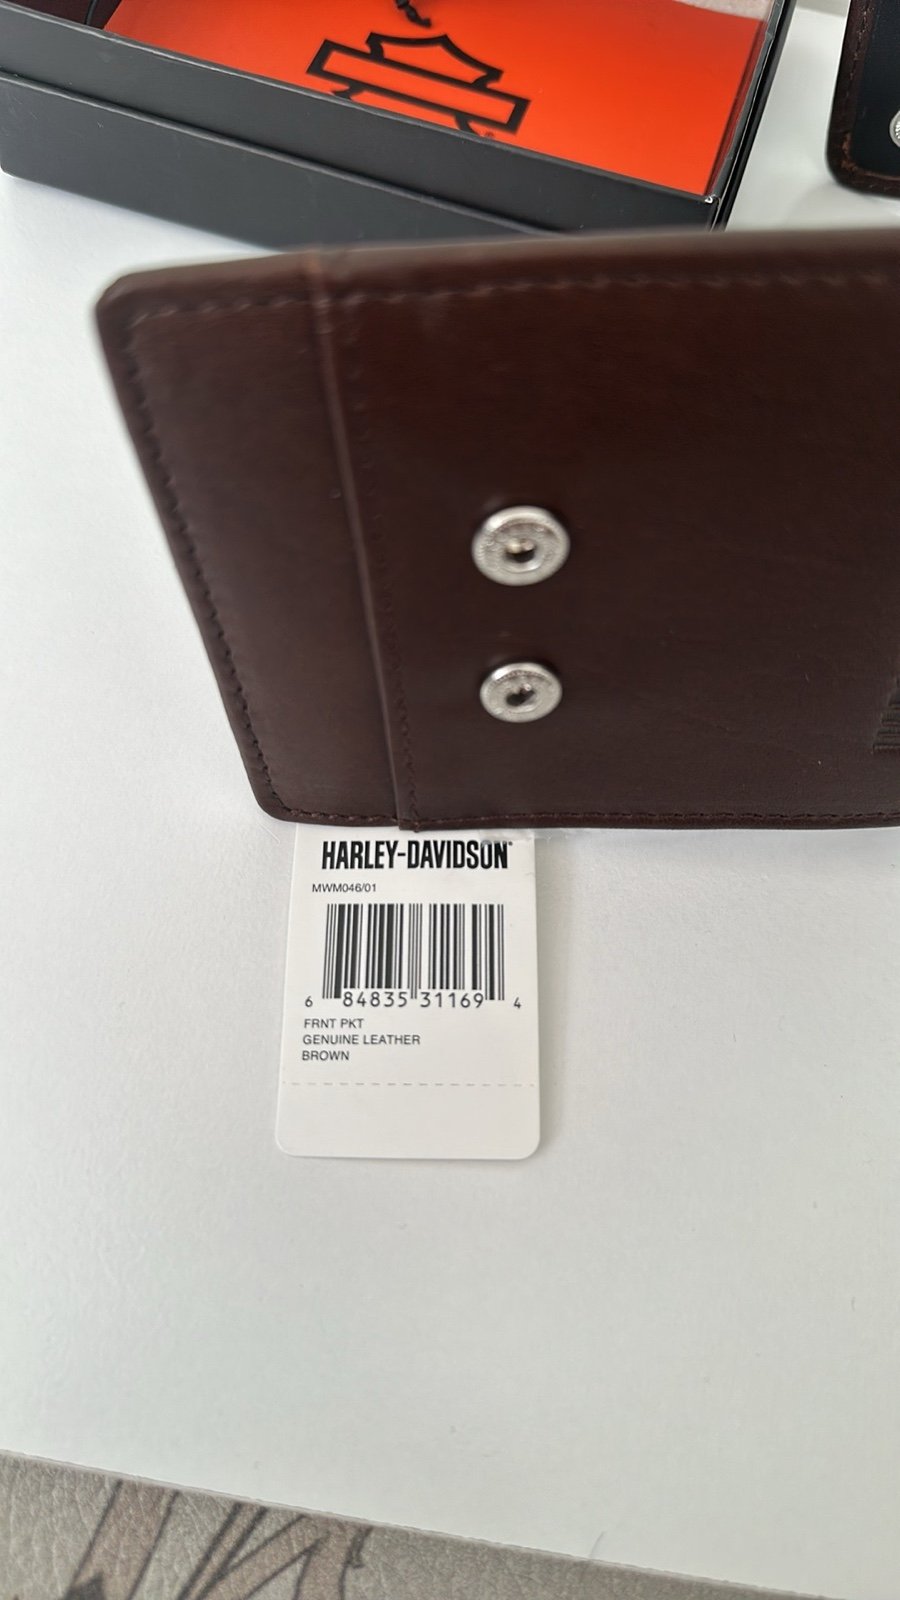 HARLEY-DAVIDSON
MWM046/01
6 84835 31169 4
FRNT PKT
GENUINE LEATHER
BROWN